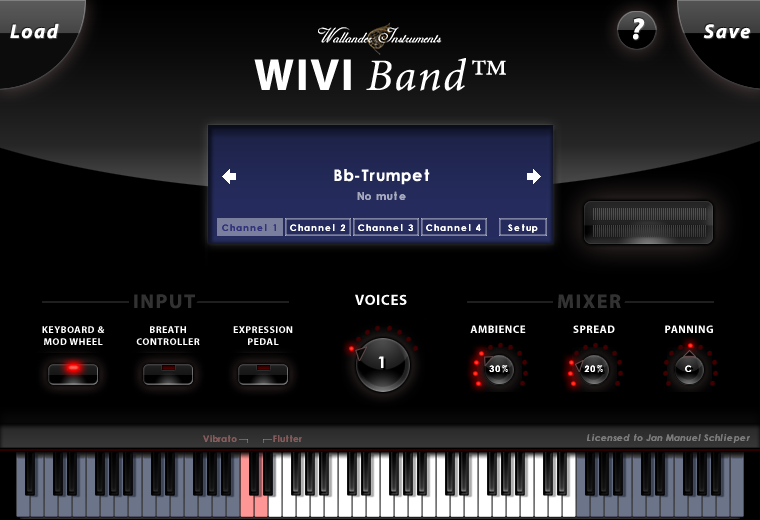 Load
Wallander Instruments
?
Save
WIVI Band™
Bb-Trumpet
No mute
Channel 1 Channel 2 Channel 3 Channel 4 Setup
INPUT
VOICES
MIXER
KEYBOARD & MOD WHEEL
BREATH CONTROLLER
EXPRESSION PEDAL
AMBIENCE
SPREAD
PANNING
1
30%
20%
C
Vibrato
Flutter
Licensed to Jan Manuel Schlieper